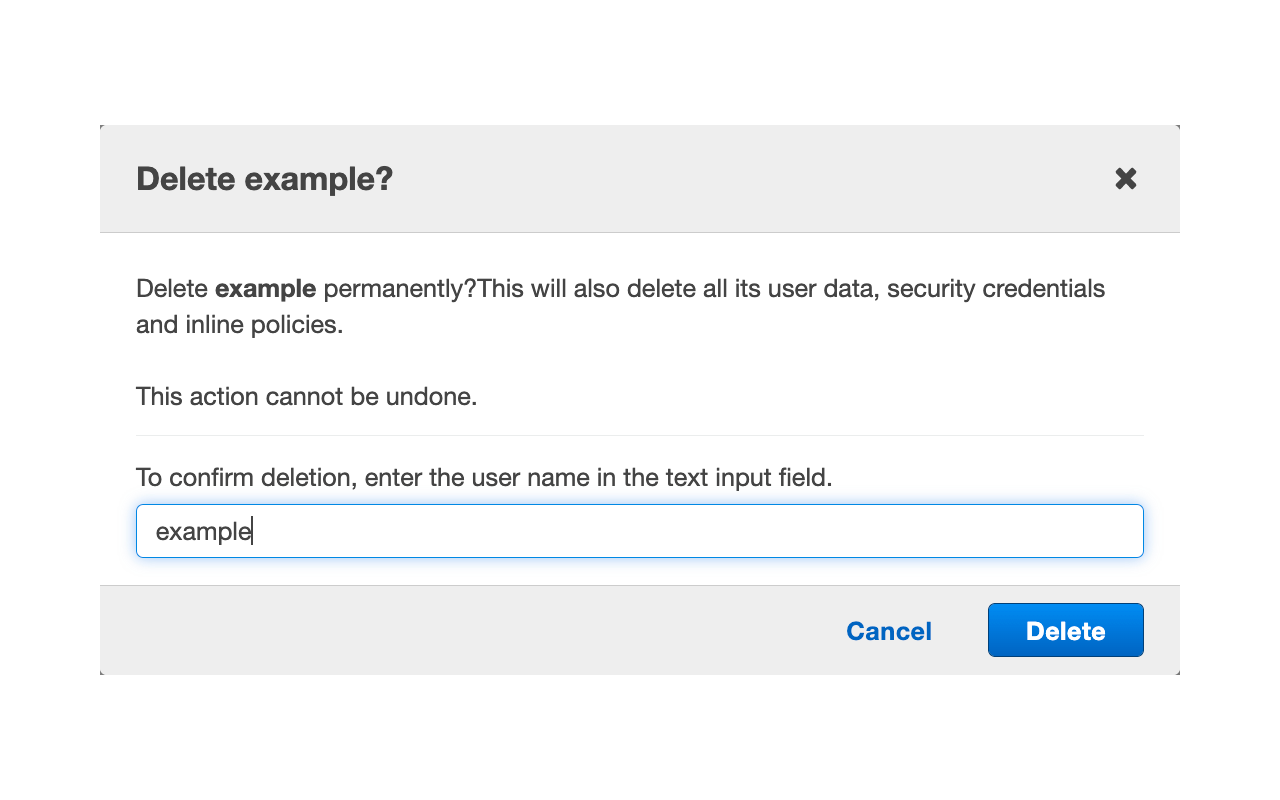 Delete example?
Delete example permanently?This will also delete all its user data, security credentials
and inline policies.
This action cannot be undone.
To confirm deletion, enter the user name in the text input field.
example
Cancel
Delete